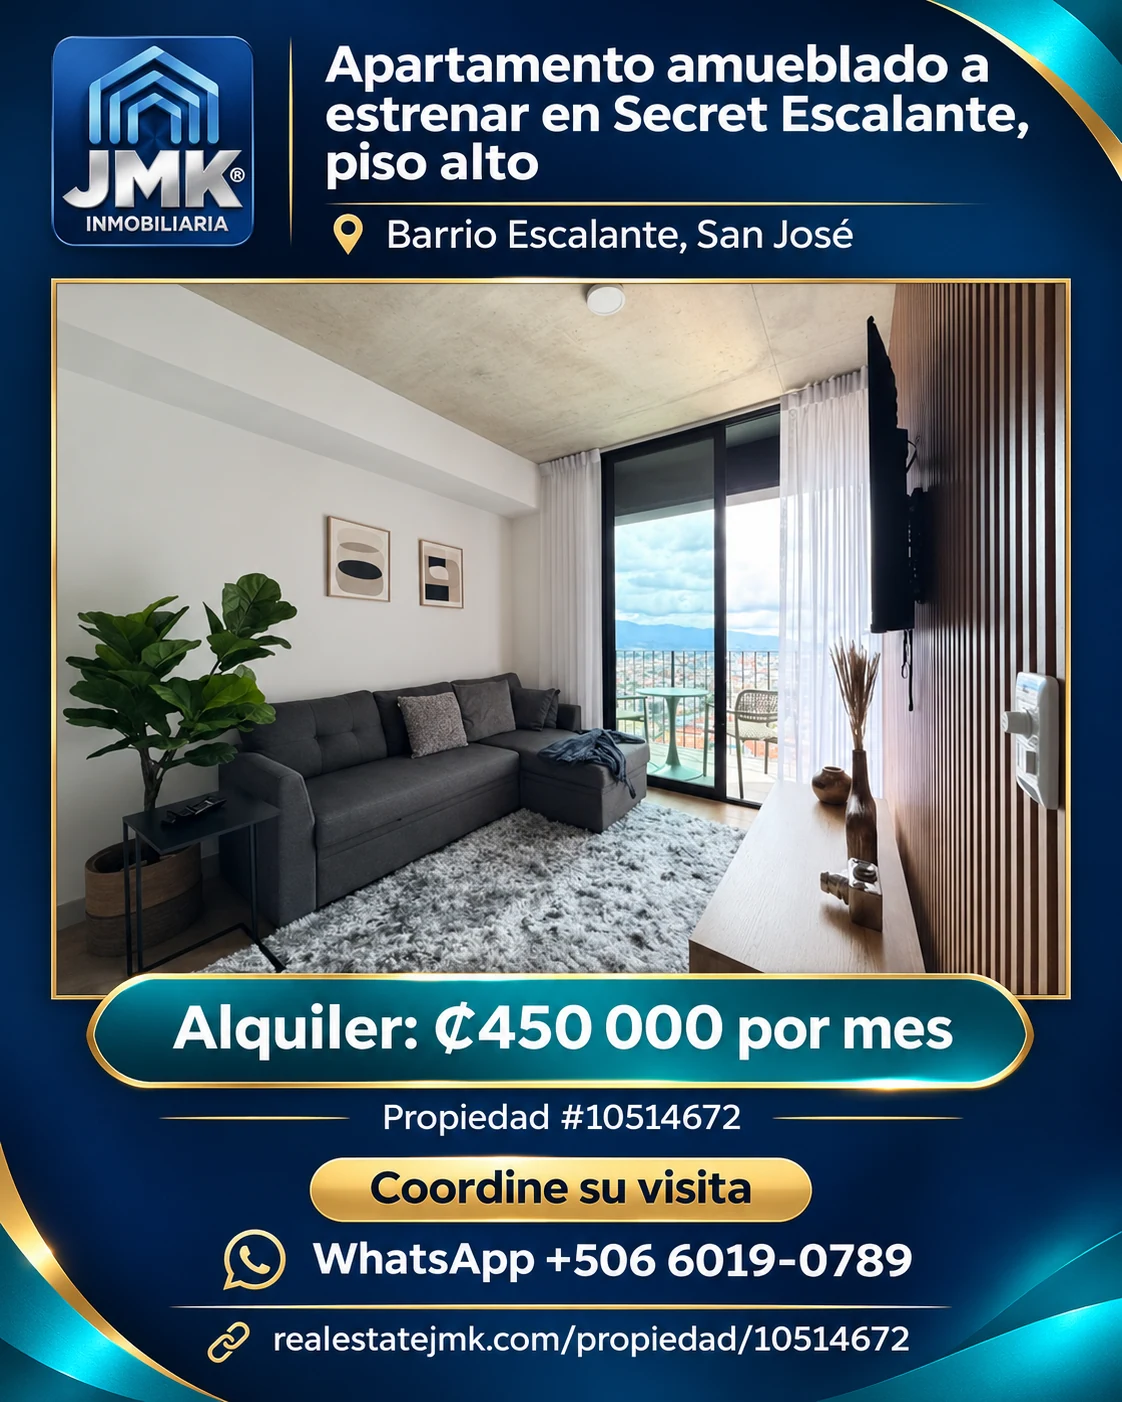 JMK®
INMOBILIARIA
Apartamento amueblado a
estrenar en Secret Escalante,
piso alto
Barrio Escalante, San José
Alquiler: ₡450 000 por mes
Propiedad #10514672
Coordine su visita
WhatsApp +506 6019-0789
realestatejmk.com/propiedad/10514672